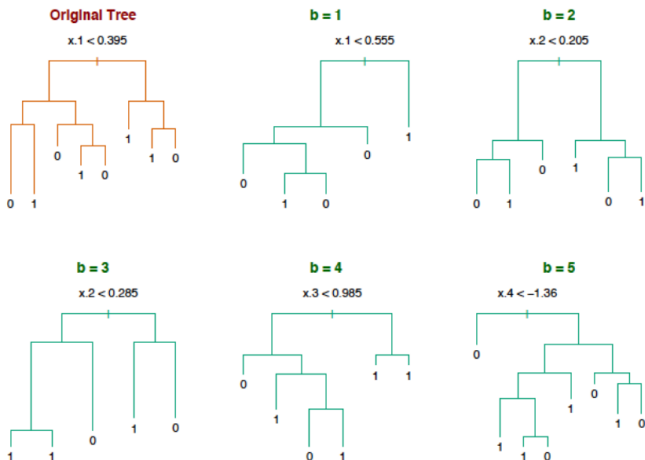 Original Tree
x.1 < 0.395
0 1
0
1 0
1
1 0
b = 1
x.1 < 0.555
0
1 0
0
1
b = 2
x.2 < 0.205
0 1
0
1
0 1
b = 3
x.2 < 0.285
1 1
0
1
0
b = 4
x.3 < 0.985
0
1
0 1
1 1
b = 5
x.4 < −1.36
0
1
1 0
1
0
1 0